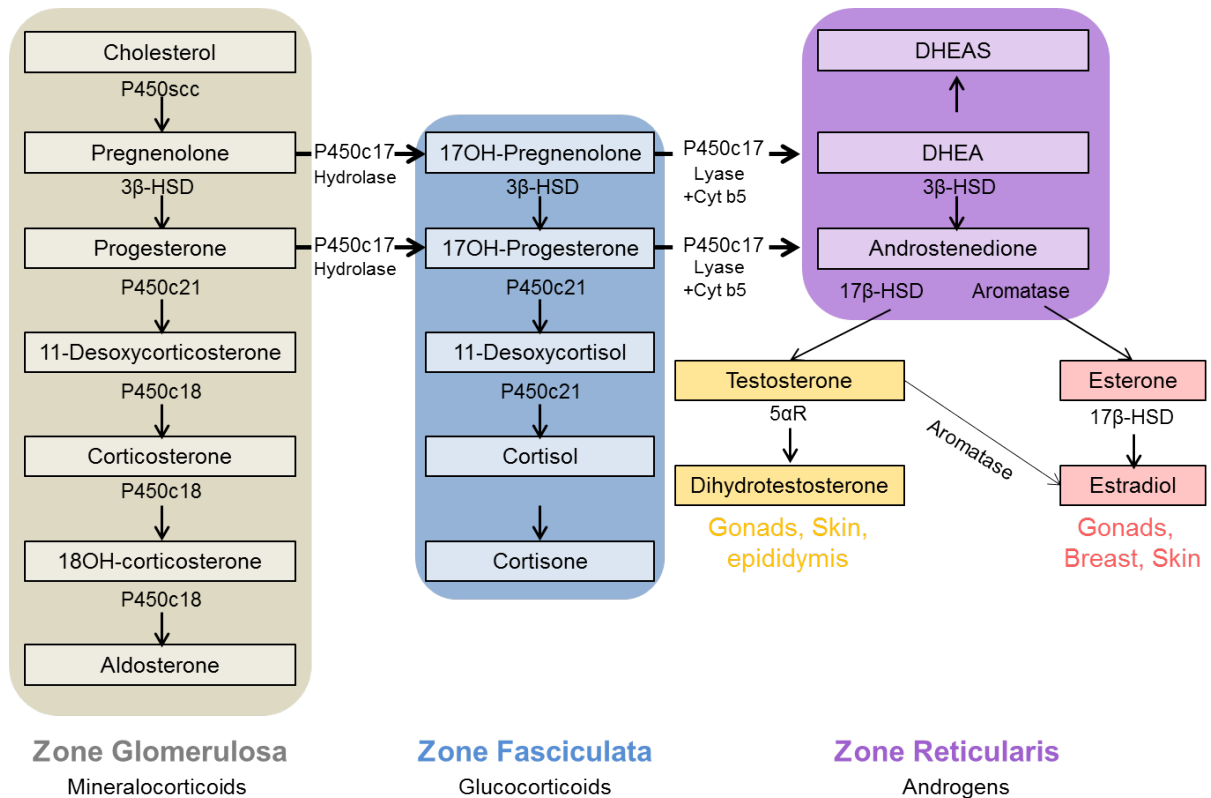 Cholesterol
P450scc
Pregnenolone
3β-HSD
Progesterone
P450c21
11-Desoxycorticosterone
P450c18
Corticosterone
P450c18
18OH-corticosterone
P450c18
Aldosterone
P450c17
Hydrolase
P450c17
Hydrolase
17OH-Pregnenolone
3β-HSD
17OH-Progesterone
P450c21
11-Desoxycortisol
P450c21
Cortisol
Cortisone
P450c17
Lyase
+Cyt b5
P450c17
Lyase
+Cyt b5
DHEAS
DHEA
3β-HSD
Androstenedione
17β-HSD
Aromatase
Testosterone
5αR
Dihydrotestosterone
Gonads, Skin,
epididymis
Aromatase
Esterone
17β-HSD
Estradiol
Gonads,
Breast, Skin
Zone Glomerulosa
Mineralocorticoids
Zone Fasciculata
Glucocorticoids
Zone Reticularis
Androgens